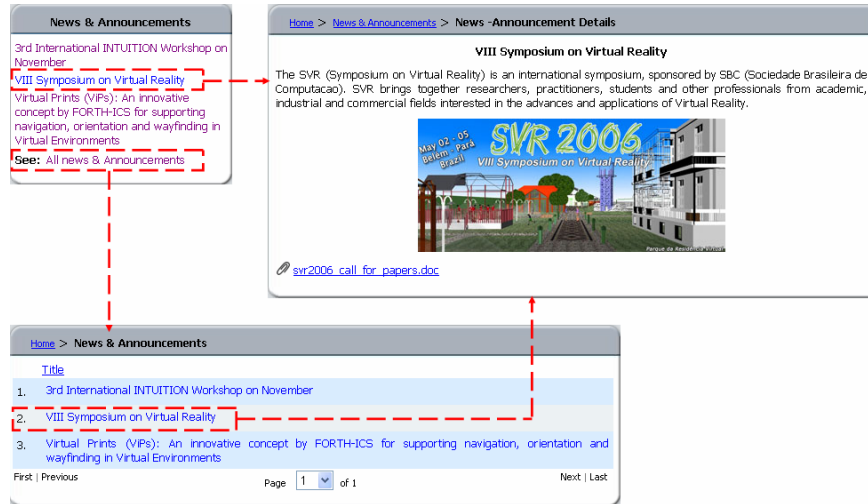 News & Announcements
3rd International INTUITION Workshop on
November
VIII Symposium on Virtual Reality
Virtual Prints (ViPs): An innovative
concept by FORTH-ICS for supporting
navigation, orientation and wayfinding in
Virtual Environments
See: All news & Announcements
Home > News & Announcements > News -Announcement Details
VIII Symposium on Virtual Reality
The SVR (Symposium on Virtual Reality) is an international symposium, sponsored by SBC (Sociedade Brasileira de
Computacao). SVR brings together researchers, practitioners, students and other professionals from academic,
industrial and commercial fields interested in the advances and applications of Virtual Reality.
May 02 - 05
Belém - Pará
Brazil
SVR 2006
VIII Symposium on Virtual Reality
Parque da Residência Virtual
svr2006_call_for_papers.doc
Home > News & Announcements
Title
1. 3rd International INTUITION Workshop on November
2. VIII Symposium on Virtual Reality
3. Virtual Prints (ViPs): An innovative concept by FORTH-ICS for supporting navigation, orientation and
wayfinding in Virtual Environments
First | Previous Page 1 of 1 Next | Last